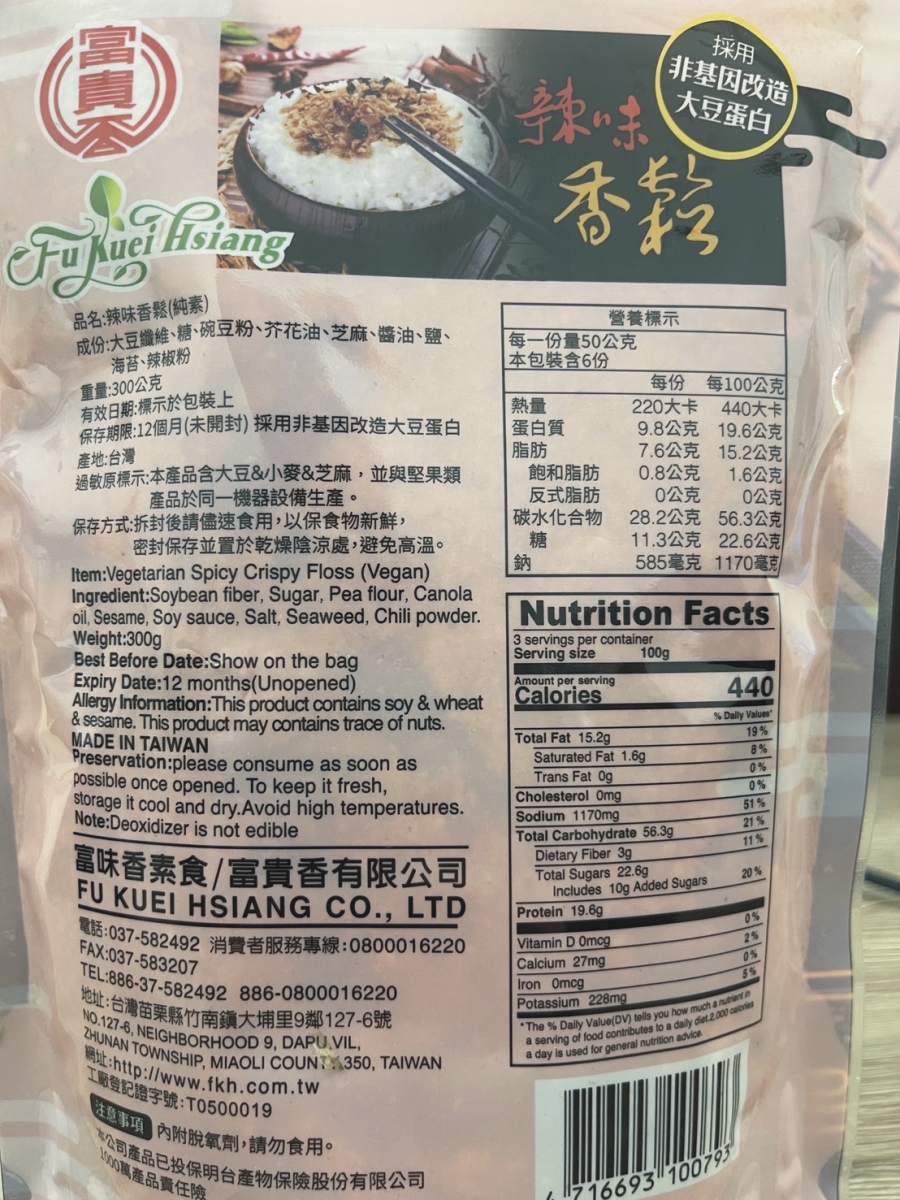 富貴香
Fu Kuei Hsiang
辣味
香鬆
採用
非基因改造
大豆蛋白
品名:辣味香鬆(純素)
成份:大豆纖維、糖、碗豆粉、芥花油、芝麻、醬油、鹽、
海苔、辣椒粉
重量:300公克
有效日期:標示於包裝上
保存期限:12個月(未開封) 採用非基因改造大豆蛋白
產地:台灣
過敏原標示:本產品含大豆&小麥&芝麻,並與堅果類
產品於同一機器設備生產。
保存方式:拆封後請儘速食用,以保食物新鮮,
密封保存並置於乾燥陰涼處,避免高溫。
Item:Vegetarian Spicy Crispy Floss (Vegan)
Ingredient:Soybean fiber, Sugar, Pea flour, Canola
oil, Sesame, Soy sauce, Salt, Seaweed, Chili powder.
Weight:300g
Best Before Date:Show on the bag
Expiry Date:12 months(Unopened)
Allergy Information:This product contains soy & wheat
& sesame. This product may contains trace of nuts.
MADE IN TAIWAN
Preservation:please consume as soon as
possible once opened. To keep it fresh,
storage it cool and dry.Avoid high temperatures.
Note:Deoxidizer is not edible
富味香素食/富貴香有限公司
FU KUEI HSIANG CO., LTD
電話:037-582492 消費者服務專線:0800016220
FAX:037-583207
TEL:886-37-582492 886-0800016220
地址:台灣苗栗縣竹南鎮大埔里9鄰127-6號
NO.127-6, NEIGHBORHOOD 9, DAPU VIL,
ZHUNAN TOWNSHIP, MIAOLI COUNTY 350, TAIWAN
網址:http://www.fkh.com.tw
工廠登記證字號:T0500019
注意事項 內附脫氧劑,請勿食用。
本公司產品已投保明台產物保險股份有限公司
1000萬產品責任險
營養標示
每一份量50公克
本包裝含6份
每份 每100公克
熱量 220大卡 440大卡
蛋白質 9.8公克 19.6公克
脂肪 7.6公克 15.2公克
飽和脂肪 0.8公克 1.6公克
反式脂肪 0公克 0公克
碳水化合物 28.2公克 56.3公克
糖 11.3公克 22.6公克
鈉 585毫克 1170毫克
Nutrition Facts
3 servings per container
Serving size 100g
Amount per serving
Calories 440
% Daily Values*
Total Fat 15.2g 19%
Saturated Fat 1.6g 8%
Trans Fat 0g 0%
Cholesterol 0mg 0%
Sodium 1170mg 51%
Total Carbohydrate 56.3g 21%
Dietary Fiber 3g 11%
Total Sugars 22.6g
Includes 10g Added Sugars 20%
Protein 19.6g
Vitamin D 0mcg 0%
Calcium 27mg 2%
Iron 0mcg 0%
Potassium 228mg 5%
*The % Daily Value(DV) tells you how much a nutrient in
a serving of food contributes to a daily diet.2,000 calories
a day is used for general nutrition advice.
4 716693 100793